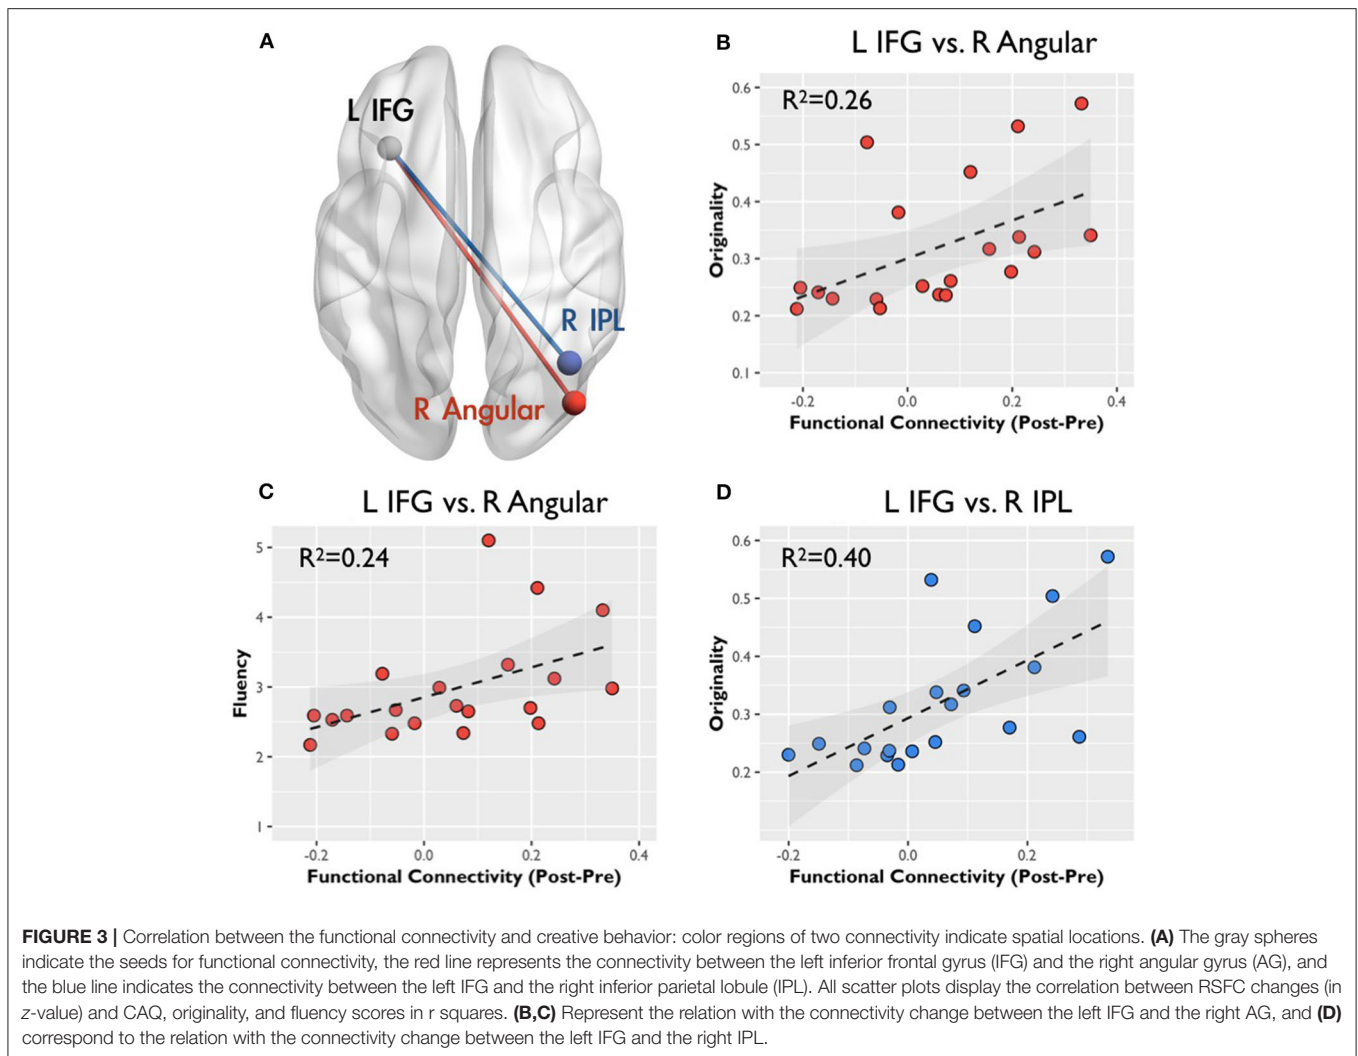 A
L IFG
R IPL
R Angular
B
L IFG vs. R Angular
R²=0.26
0.6
0.5
0.4
0.3
0.2
0.1
Originality
-0.2 0.0 0.2 0.4
Functional Connectivity (Post-Pre)
C
L IFG vs. R Angular
R²=0.24
5
4
3
2
1
Fluency
-0.2 0.0 0.2 0.4
Functional Connectivity (Post-Pre)
D
L IFG vs. R IPL
R²=0.40
0.6
0.5
0.4
0.3
0.2
Originality
-0.2 0.0 0.2
Functional Connectivity (Post-Pre)
FIGURE 3 | Correlation between the functional connectivity and creative behavior: color regions of two connectivity indicate spatial locations. (A) The gray spheres
indicate the seeds for functional connectivity, the red line represents the connectivity between the left inferior frontal gyrus (IFG) and the right angular gyrus (AG), and
the blue line indicates the connectivity between the left IFG and the right inferior parietal lobule (IPL). All scatter plots display the correlation between RSFC changes (in
z-value) and CAQ, originality, and fluency scores in r squares. (B,C) Represent the relation with the connectivity change between the left IFG and the right AG, and (D)
correspond to the relation with the connectivity change between the left IFG and the right IPL.